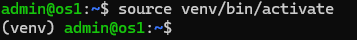 admin@os1:~$ source venv/bin/activate
(venv) admin@os1:~$